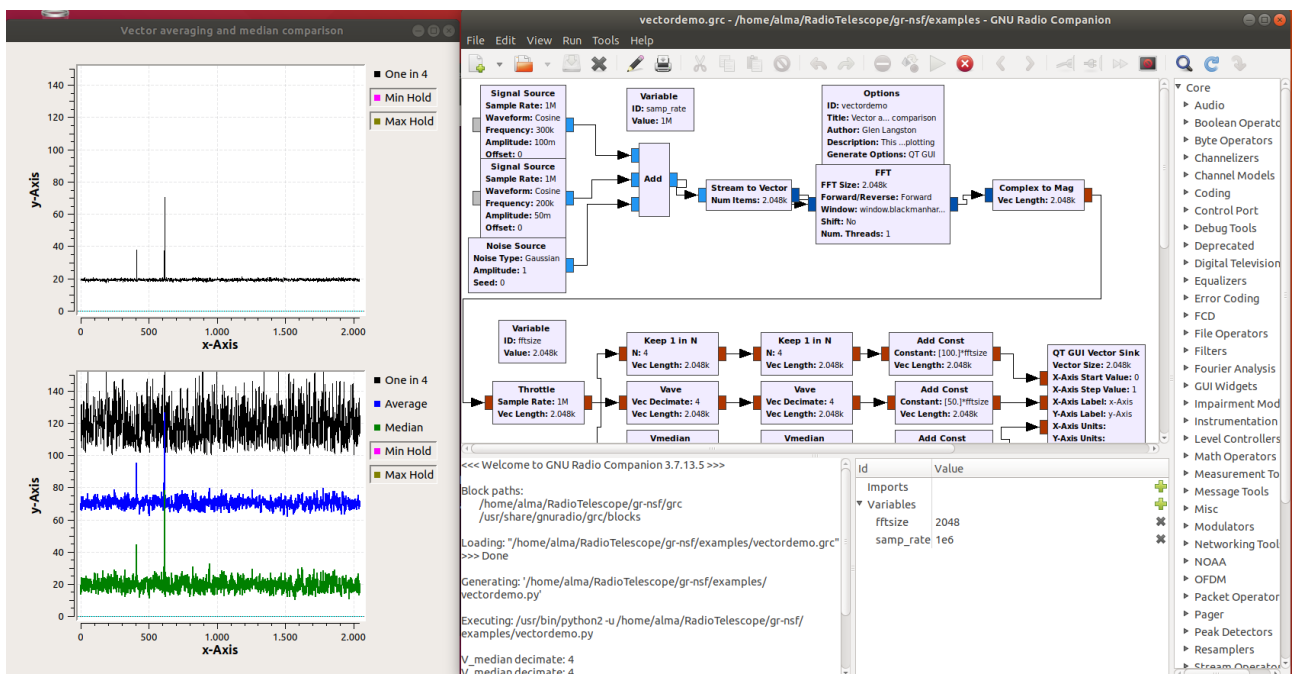 Vector averaging and median comparison
140
120
100
80
60
40
20
0
y-Axis
0
500
1.000
1.500
2.000
x-Axis
One in 4
Min Hold
Max Hold
140
120
100
80
60
40
20
0
y-Axis
0
500
1.000
1.500
2.000
x-Axis
One in 4
Average
Median
Min Hold
Max Hold
vectordemo.grc - /home/alma/RadioTelescope/gr-nsf/examples - GNU Radio Companion
File Edit View Run Tools Help
Signal Source
Sample Rate: 1M
Waveform: Cosine
Frequency: 300k
Amplitude: 100m
Offset: 0
Signal Source
Sample Rate: 1M
Waveform: Cosine
Frequency: 200k
Amplitude: 50m
Offset: 0
Noise Source
Noise Type: Gaussian
Amplitude: 1
Seed: 0
Variable
ID: samp_rate
Value: 1M
Add
Stream to Vector
Num Items: 2.048k
Options
ID: vectordemo
Title: Vector a... comparison
Author: Glen Langston
Description: This ...plotting
Generate Options: QT GUI
FFT
FFT Size: 2.048k
Forward/Reverse: Forward
Window: window.blackmanhar...
Shift: No
Num. Threads: 1
Complex to Mag
Vec Length: 2.048k
Variable
ID: fftsize
Value: 2.048k
Throttle
Sample Rate: 1M
Vec Length: 2.048k
Keep 1 in N
N: 4
Vec Length: 2.048k
Keep 1 in N
N: 4
Vec Length: 2.048k
Add Const
Constant: [100.]*fftsize
Vec Length: 2.048k
Vave
Vec Decimate: 4
Vec Length: 2.048k
Vave
Vec Decimate: 4
Vec Length: 2.048k
Add Const
Constant: [50.]*fftsize
Vec Length: 2.048k
Vmedian
Vmedian
Add Const
QT GUI Vector Sink
Vector Size: 2.048k
X-Axis Start Value: 0
X-Axis Step Value: 1
X-Axis Label: x-Axis
Y-Axis Label: y-Axis
X-Axis Units:
Y-Axis Units:
Core
Audio
Boolean Operatc
Byte Operators
Channelizers
Channel Models
Coding
Control Port
Debug Tools
Deprecated
Digital Television
Equalizers
Error Coding
FCD
File Operators
Filters
Fourier Analysis
GUI Widgets
Impairment Mod
Instrumentation
Level Controllers
Math Operators
Measurement To
Message Tools
Misc
Modulators
Networking Tool
NOAA
OFDM
Packet Operator
Pager
Peak Detectors
Resamplers
Stream Operator
<<< Welcome to GNU Radio Companion 3.7.13.5 >>>
Block paths:
/home/alma/RadioTelescope/gr-nsf/grc
/usr/share/gnuradio/grc/blocks
Loading: "/home/alma/RadioTelescope/gr-nsf/examples/vectordemo.grc"
>>> Done
Generating: '/home/alma/RadioTelescope/gr-nsf/examples/
vectordemo.py'
Executing: /usr/bin/python2 -u /home/alma/RadioTelescope/gr-nsf/
examples/vectordemo.py
V_median decimate: 4
V_median decimate: 4
Id Value
Imports
Variables
fftsize 2048
samp_rate 1e6